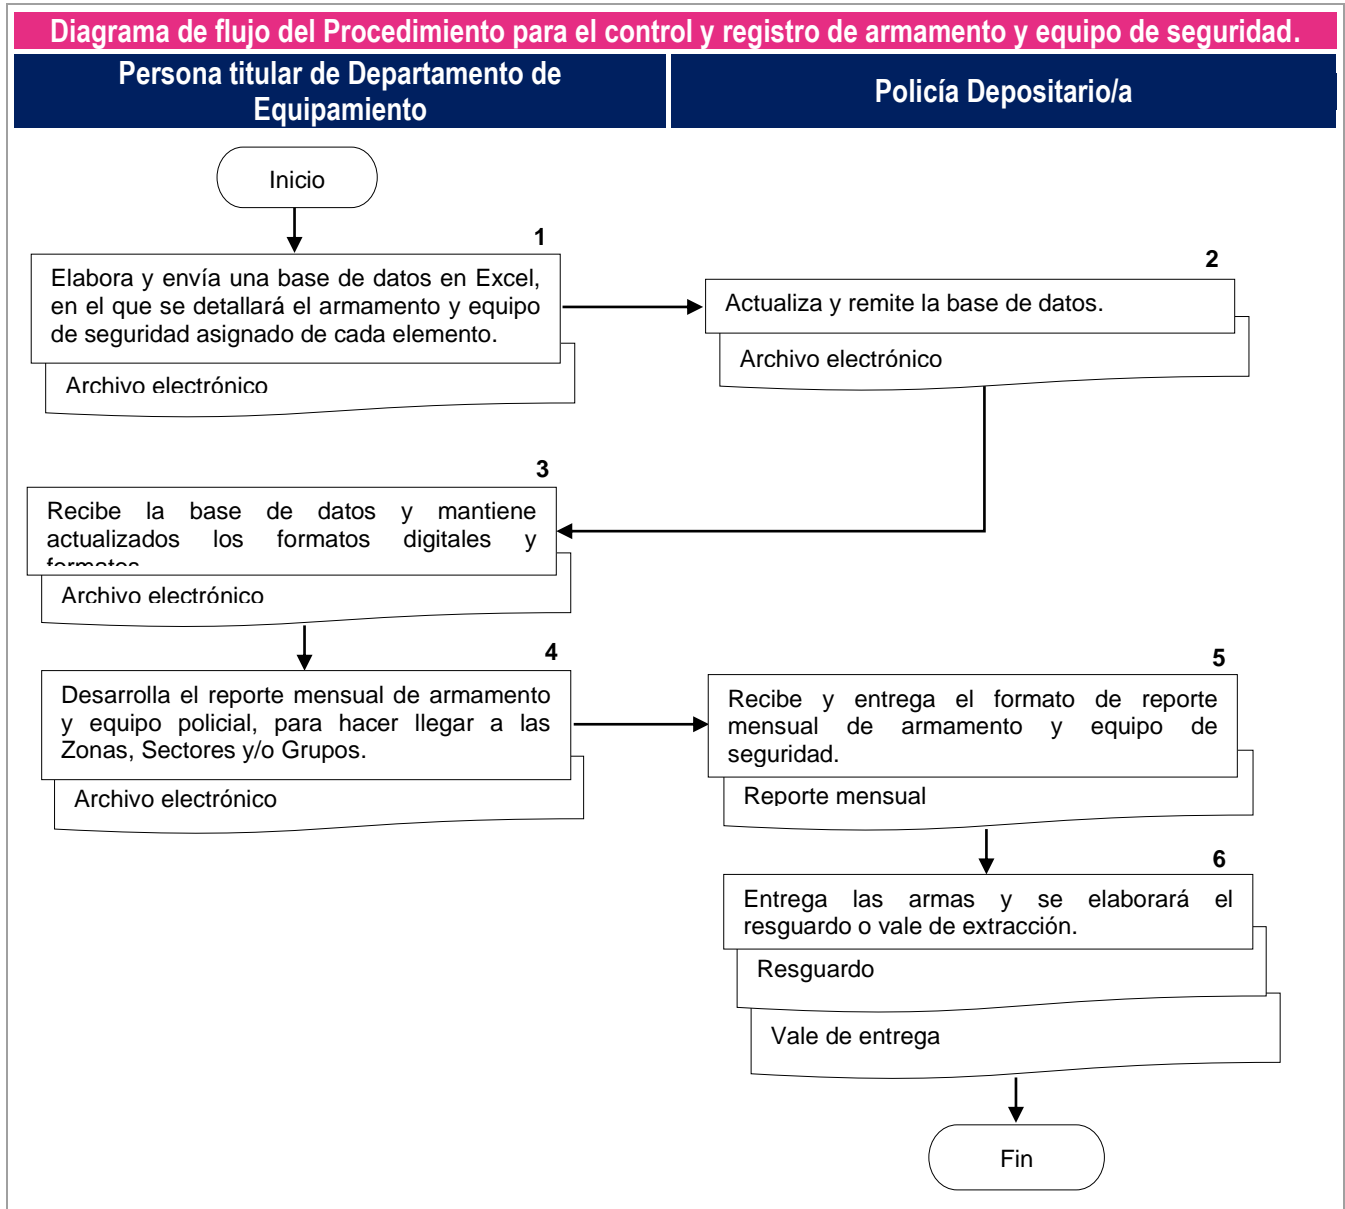 Diagrama de flujo del Procedimiento para el control y registro de armamento y equipo de seguridad.
Persona titular de Departamento de
Equipamiento
Policía Depositario/a
Inicio
1
Elabora y envía una base de datos en Excel,
en el que se detallará el armamento y equipo
de seguridad asignado de cada elemento.
Archivo electrónico
2
Actualiza y remite la base de datos.
Archivo electrónico
3
Recibe la base de datos y mantiene
actualizados los formatos digitales y
formatos
Archivo electrónico
4
Desarrolla el reporte mensual de armamento
y equipo policial, para hacer llegar a las
Zonas, Sectores y/o Grupos.
Archivo electrónico
5
Recibe y entrega el formato de reporte
mensual de armamento y equipo de
seguridad.
Reporte mensual
6
Entrega las armas y se elaborará el
resguardo o vale de extracción.
Resguardo
Vale de entrega
Fin